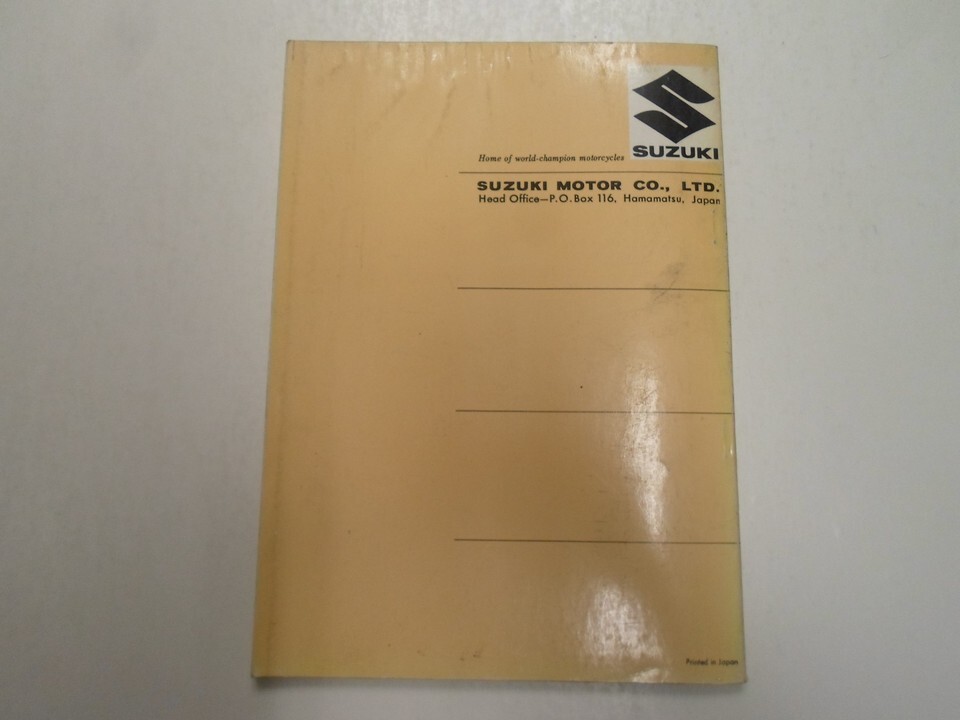 SUZUKI
Home of world-champion motorcycles
SUZUKI MOTOR CO., LTD.
Head Office—P.O. Box 116, Hamamatsu, Japan
Printed in Japan